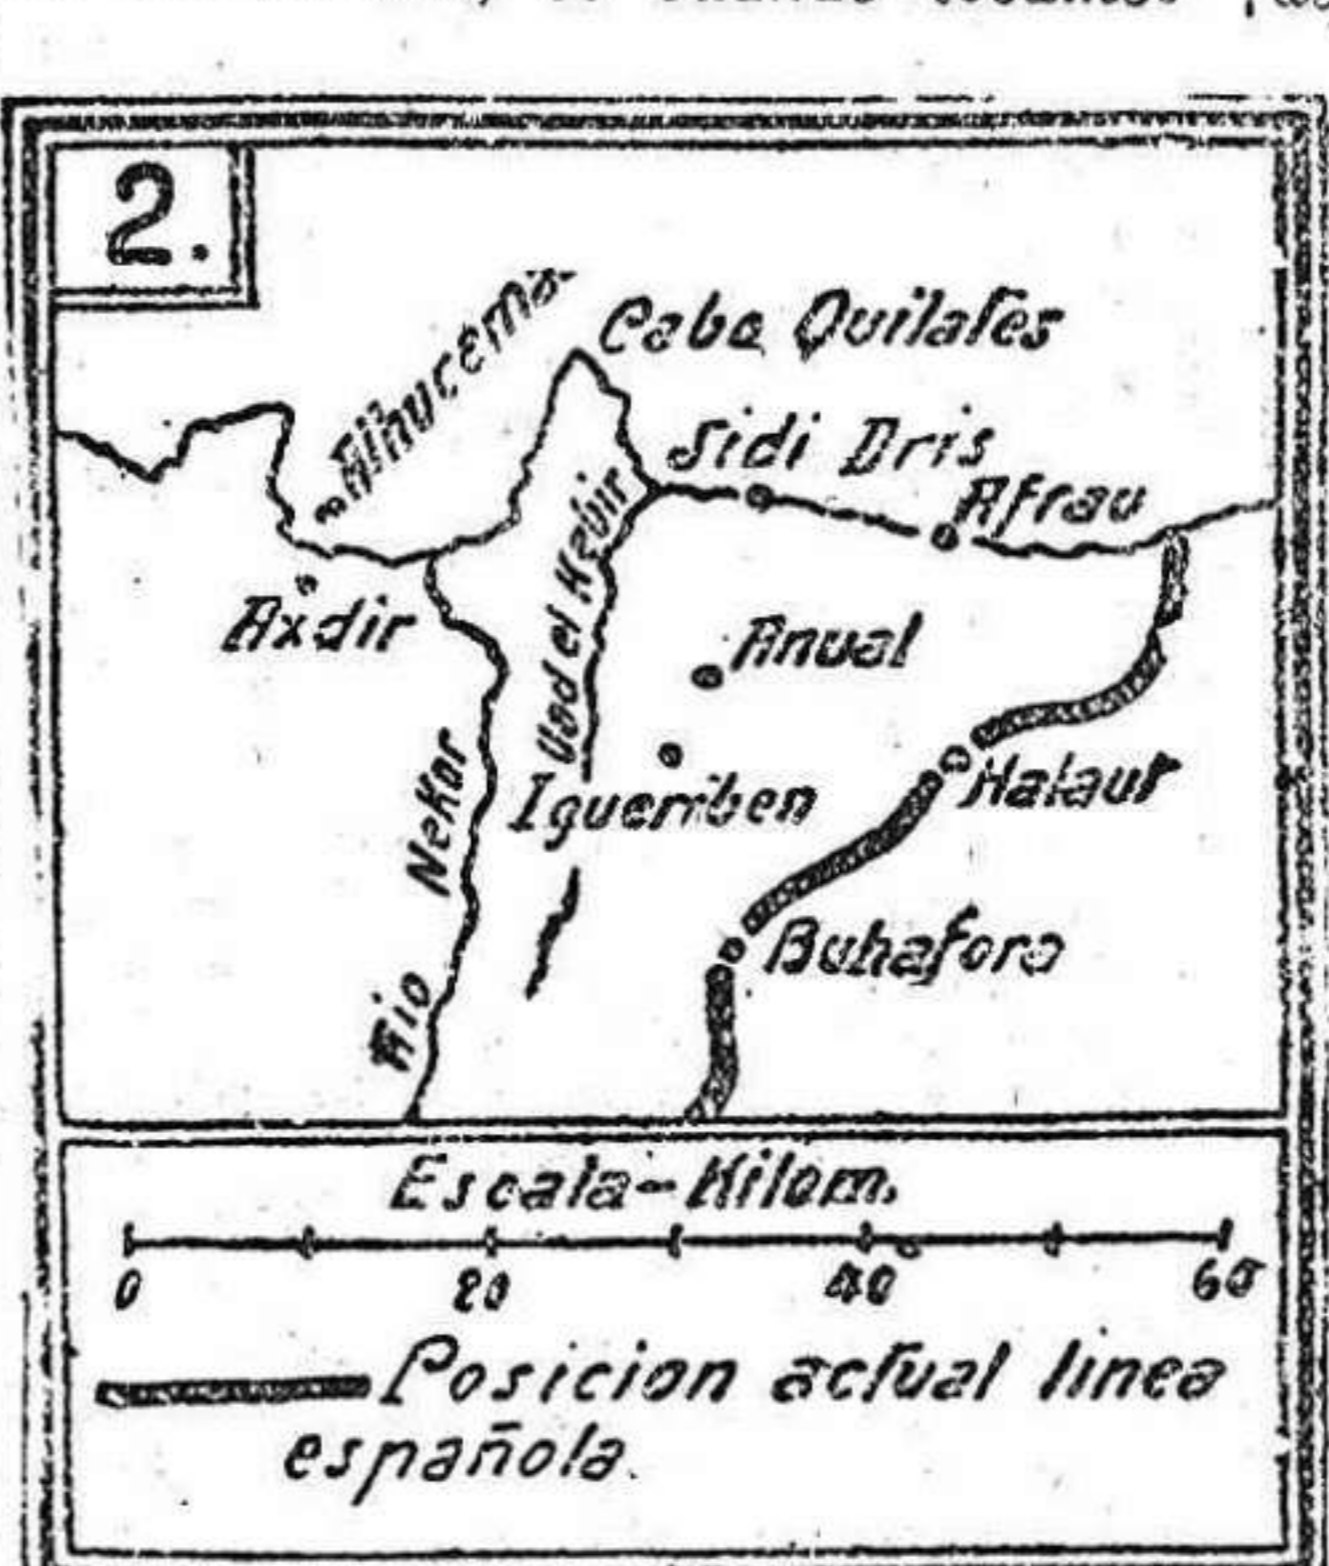 2.
Alhucema-
Cabo Quilates
Sidi Dris
Afrau
Axdir
Uad el Kebir
Anual
Rio Nekor
Igueriben
Halaut
Buhafora
Escala-Kilom.
0 20 40 60
Posicion actual linea
española.